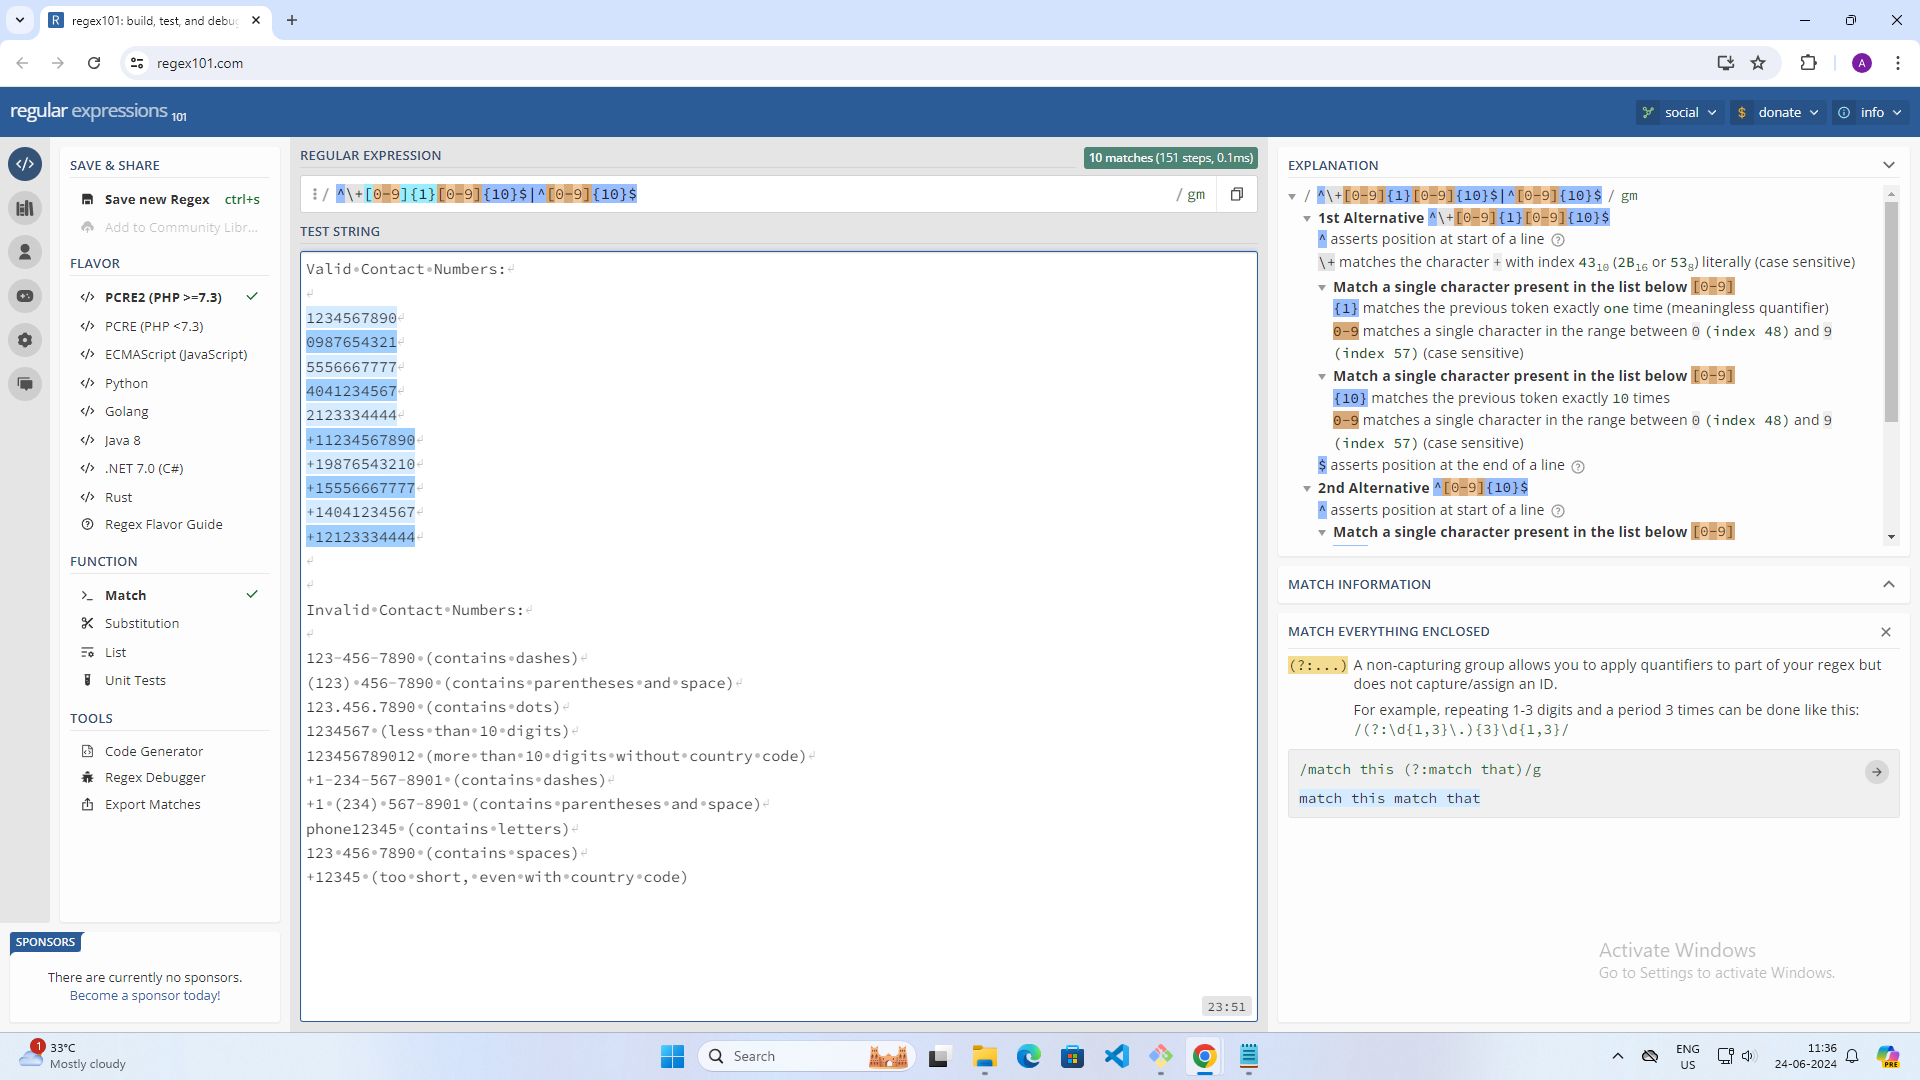 regex101: build, test, and debug
regex101.com
A
regular expressions 101
social
$ donate
info
SAVE & SHARE
Save new Regex ctrl+s
Add to Community Libr...
FLAVOR
PCRE2 (PHP >=7.3)
PCRE (PHP <7.3)
ECMAScript (JavaScript)
Python
Golang
Java 8
.NET 7.0 (C#)
Rust
Regex Flavor Guide
FUNCTION
Match
Substitution
List
Unit Tests
TOOLS
Code Generator
Regex Debugger
Export Matches
SPONSORS
There are currently no sponsors.
Become a sponsor today!
REGULAR EXPRESSION
10 matches (151 steps, 0.1ms)
/ ^\+[0-9]{1}[0-9]{10}$|^[0-9]{10}$ / gm
TEST STRING
Valid Contact Numbers:
1234567890
0987654321
5556667777
4041234567
2123334444
+11234567890
+19876543210
+15556667777
+14041234567
+12123334444
Invalid Contact Numbers:
123-456-7890 (contains dashes)
(123) 456-7890 (contains parentheses and space)
123.456.7890 (contains dots)
1234567 (less than 10 digits)
123456789012 (more than 10 digits without country code)
+1-234-567-8901 (contains dashes)
+1 (234) 567-8901 (contains parentheses and space)
phone12345 (contains letters)
123 456 7890 (contains spaces)
+12345 (too short, even with country code)
23:51
EXPLANATION
/ ^\+[0-9]{1}[0-9]{10}$|^[0-9]{10}$ / gm
1st Alternative ^\+[0-9]{1}[0-9]{10}$
^ asserts position at start of a line
\+ matches the character + with index 43₁₀ (2B₁₆ or 53₈) literally (case sensitive)
Match a single character present in the list below [0-9]
{1} matches the previous token exactly one time (meaningless quantifier)
0-9 matches a single character in the range between 0 (index 48) and 9
(index 57) (case sensitive)
Match a single character present in the list below [0-9]
{10} matches the previous token exactly 10 times
0-9 matches a single character in the range between 0 (index 48) and 9
(index 57) (case sensitive)
$ asserts position at the end of a line
2nd Alternative ^[0-9]{10}$
^ asserts position at start of a line
Match a single character present in the list below [0-9]
MATCH INFORMATION
MATCH EVERYTHING ENCLOSED
(?:...) A non-capturing group allows you to apply quantifiers to part of your regex but
does not capture/assign an ID.
For example, repeating 1-3 digits and a period 3 times can be done like this:
/(?:\d{1,3}\.){3}\d{1,3}/
/match this (?:match that)/g
match this match that
Activate Windows
Go to Settings to activate Windows.
1
33°C
Mostly cloudy
Search
ENG
US
11:36
24-06-2024
PRE